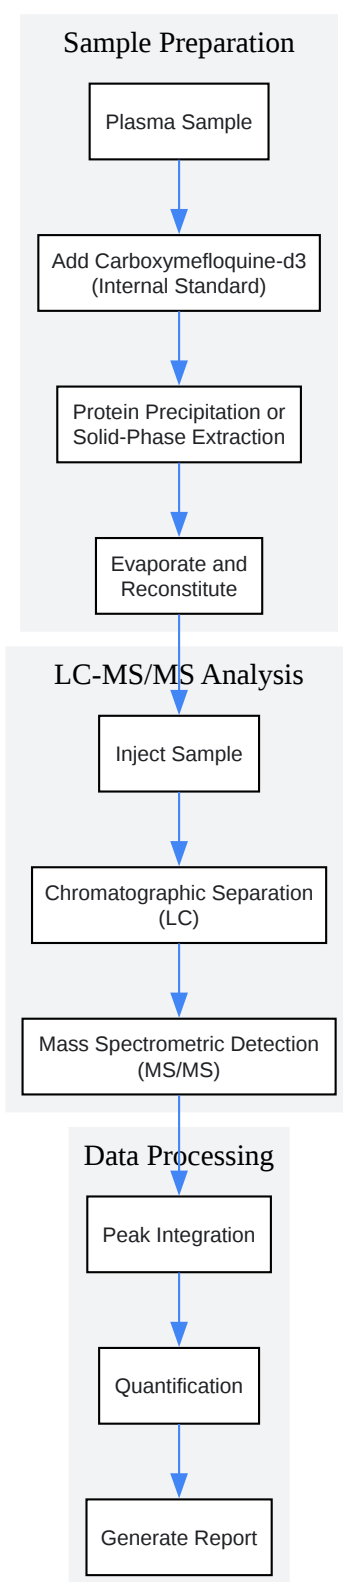 Sample Preparation
Plasma Sample
Add Carboxymefloquine-d3
(Internal Standard)
Protein Precipitation or
Solid-Phase Extraction
Evaporate and
Reconstitute
LC-MS/MS Analysis
Inject Sample
Chromatographic Separation
(LC)
Mass Spectrometric Detection
(MS/MS)
Data Processing
Peak Integration
Quantification
Generate Report